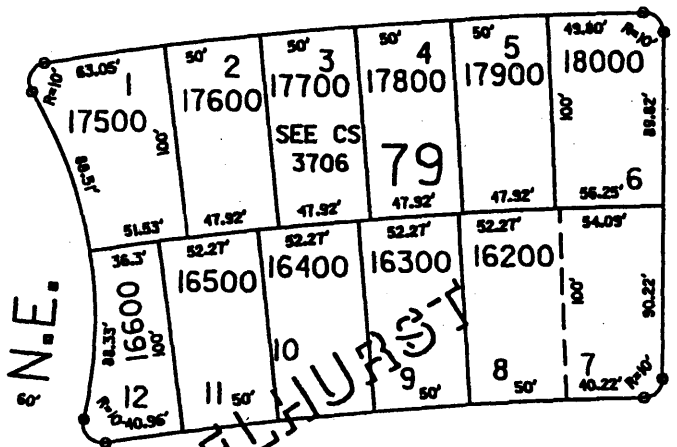 63.05' 50' 50' 50' 50' 49.80' R=10'
R=10' 1 2 3 4 5 18000
17500 17600 17700 17800 17900
100' 100' 89.82'
SEE CS
3706
79
88.51'
6
51.53' 47.92' 47.92' 47.92' 47.92' 56.25'
36.3' 52.27' 52.27' 52.27' 52.27' 54.09'
16600 16500 16400 16300 16200
88.33' 100' 100' 90.22'
N.E.
60'
10
12 11 50' 9 50' 8 50' 7
R=10' 40.96' 40.22' R=10'